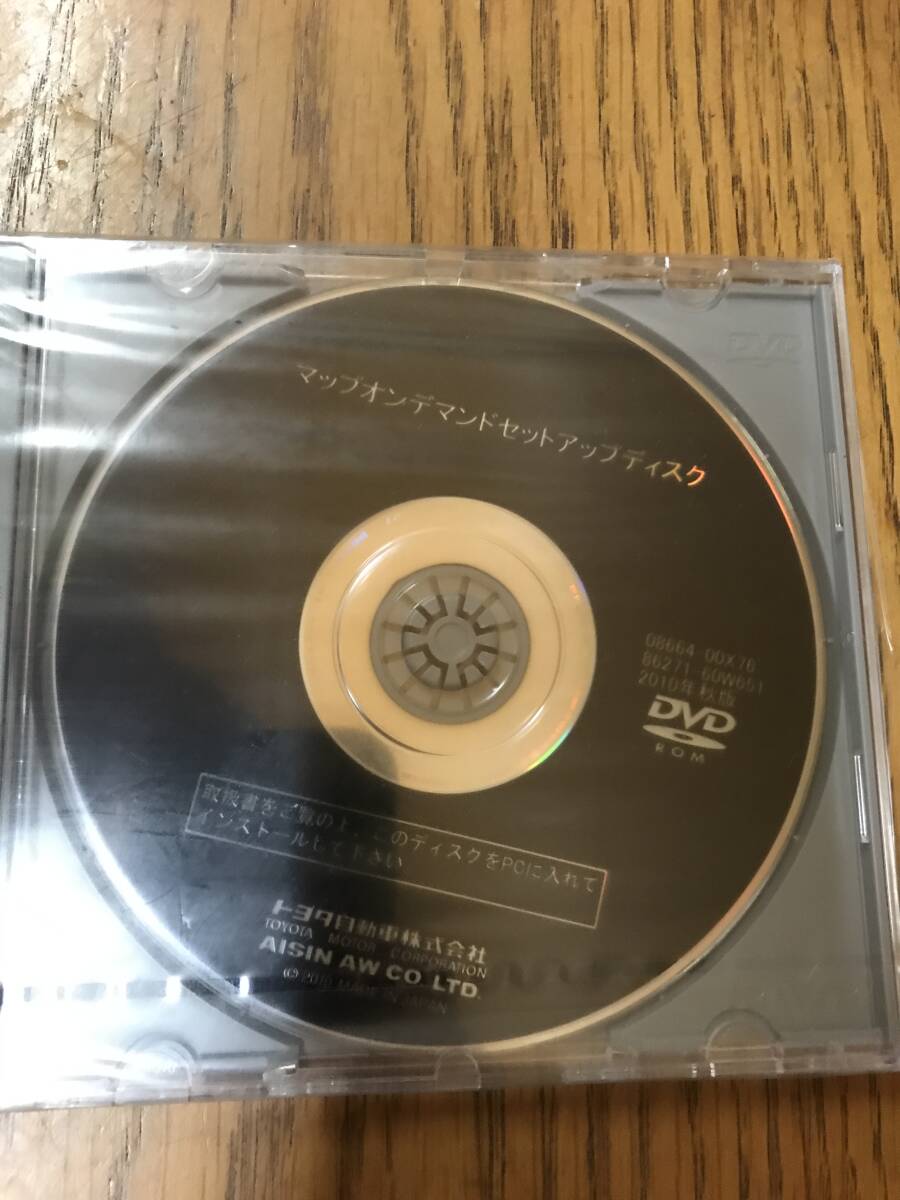 マップオンデマンドセットアップディスク
08664 00X76
86271-60W651
2010年秋版
DVD
ROM
取扱書をご覧の上、このディスクをPCに入れて
インストールして下さい
トヨタ自動車株式会社
TOYOTA MOTOR CORPORATION
AISIN AW CO., LTD.
© 2010 MADE IN JAPAN
DVD